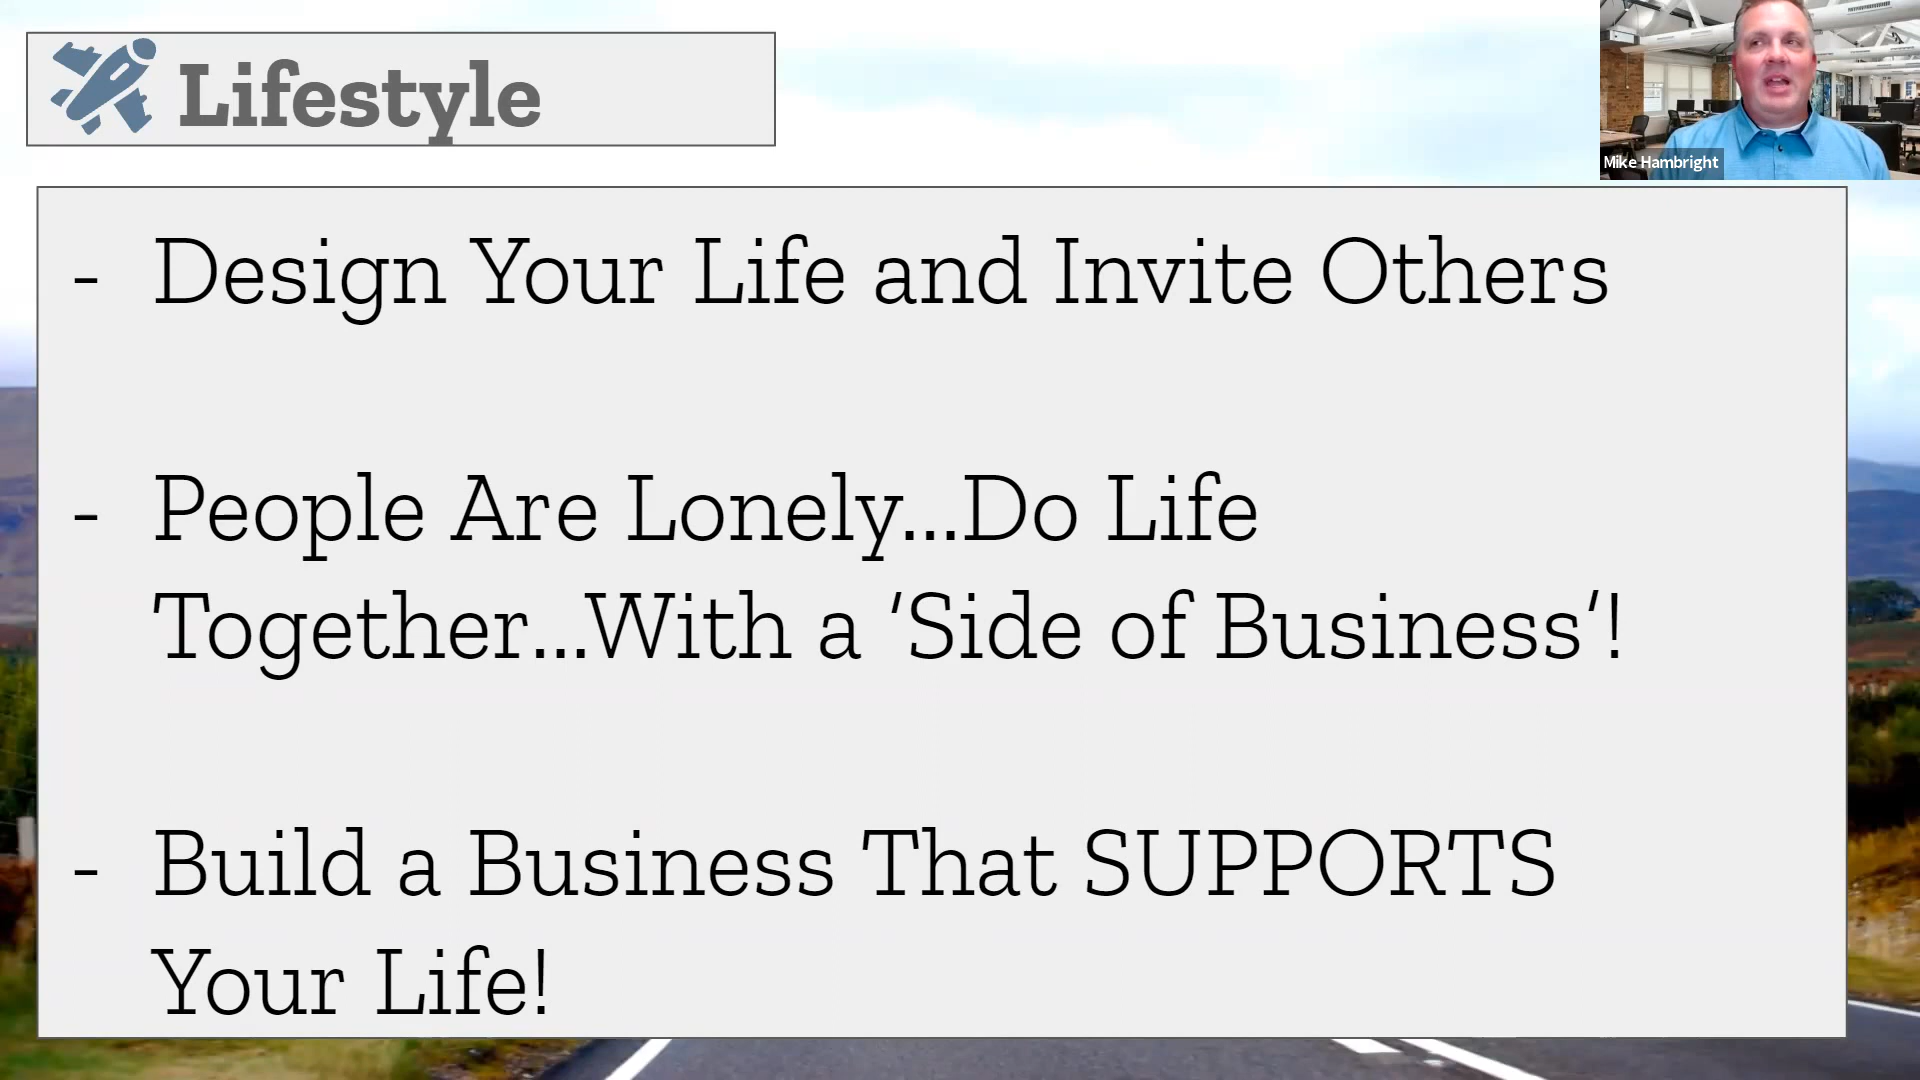 Lifestyle
Mike Hambright
- Design Your Life and Invite Others
- People Are Lonely...Do Life
Together...With a ‘Side of Business‘!
- Build a Business That SUPPORTS
Your Life!